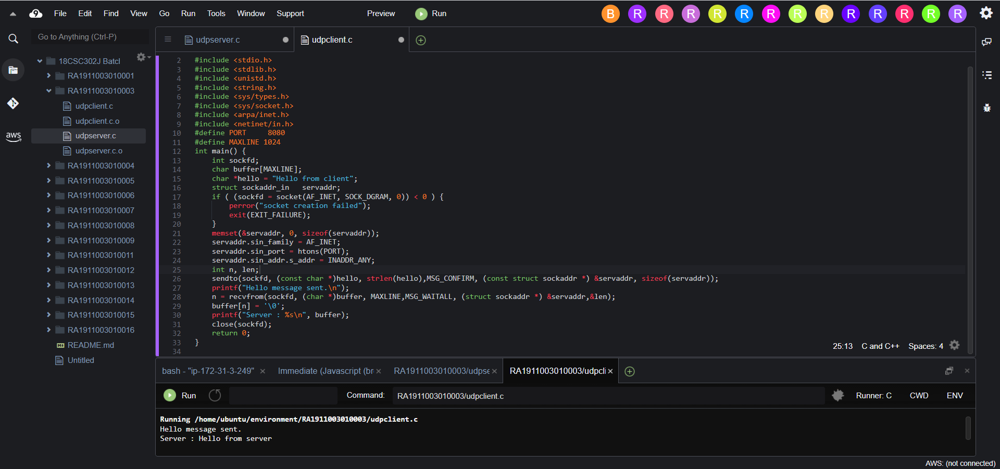 File Edit Find View Go Run Tools Window Support Preview Run
B R R R R R R R R R R R R R
Go to Anything (Ctrl-P)
aws
18CSC302J Batcl
RA1911003010001
RA1911003010003
udpclient.c
udpclient.c.o
udpserver.c
udpserver.c.o
RA1911003010004
RA1911003010005
RA1911003010006
RA1911003010007
RA1911003010008
RA1911003010009
RA1911003010011
RA1911003010012
RA1911003010013
RA1911003010014
RA1911003010015
RA1911003010016
README.md
Untitled
udpserver.c udpclient.c
2 #include <stdio.h>
3 #include <stdlib.h>
4 #include <unistd.h>
5 #include <string.h>
6 #include <sys/types.h>
7 #include <sys/socket.h>
8 #include <arpa/inet.h>
9 #include <netinet/in.h>
10 #define PORT     8080
11 #define MAXLINE 1024
12 int main() {
13     int sockfd;
14     char buffer[MAXLINE];
15     char *hello = "Hello from client";
16     struct sockaddr_in   servaddr;
17     if ( (sockfd = socket(AF_INET, SOCK_DGRAM, 0)) < 0 ) {
18         perror("socket creation failed");
19         exit(EXIT_FAILURE);
20     }
21     memset(&servaddr, 0, sizeof(servaddr));
22     servaddr.sin_family = AF_INET;
23     servaddr.sin_port = htons(PORT);
24     servaddr.sin_addr.s_addr = INADDR_ANY;
25     int n, len;
26     sendto(sockfd, (const char *)hello, strlen(hello),MSG_CONFIRM, (const struct sockaddr *) &servaddr, sizeof(servaddr));
27     printf("Hello message sent.\n");
28     n = recvfrom(sockfd, (char *)buffer, MAXLINE,MSG_WAITALL, (struct sockaddr *) &servaddr,&len);
29     buffer[n] = '\0';
30     printf("Server : %s\n", buffer);
31     close(sockfd);
32     return 0;
33 }
34
25:13 C and C++ Spaces: 4
bash - "ip-172-31-3-249" Immediate (Javascript (br RA1911003010003/udpse RA1911003010003/udpcli
Run Command: RA1911003010003/udpclient.c Runner: C CWD ENV
Running /home/ubuntu/environment/RA1911003010003/udpclient.c
Hello message sent.
Server : Hello from server
AWS: (not connected)